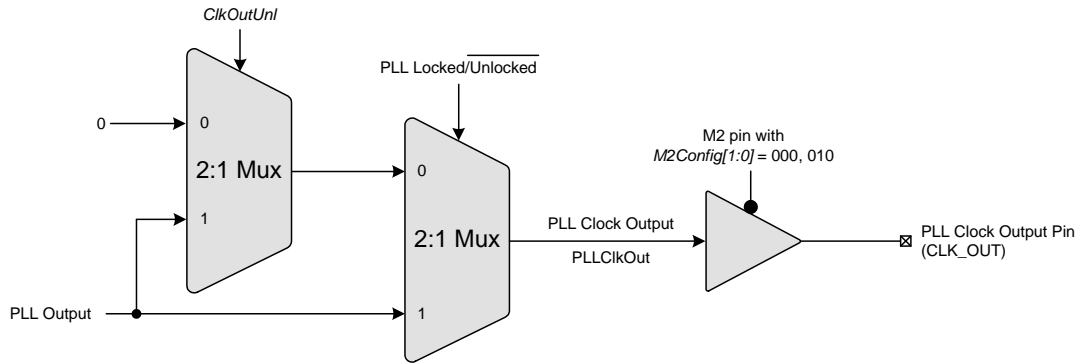 ClkOutUnl
PLL Locked/Unlocked
0
0
2:1 Mux
1
M2 pin with
M2Config[1:0] = 000, 010
0
2:1 Mux
1
PLL Clock Output
PLLClkOut
PLL Clock Output Pin
(CLK_OUT)
PLL Output